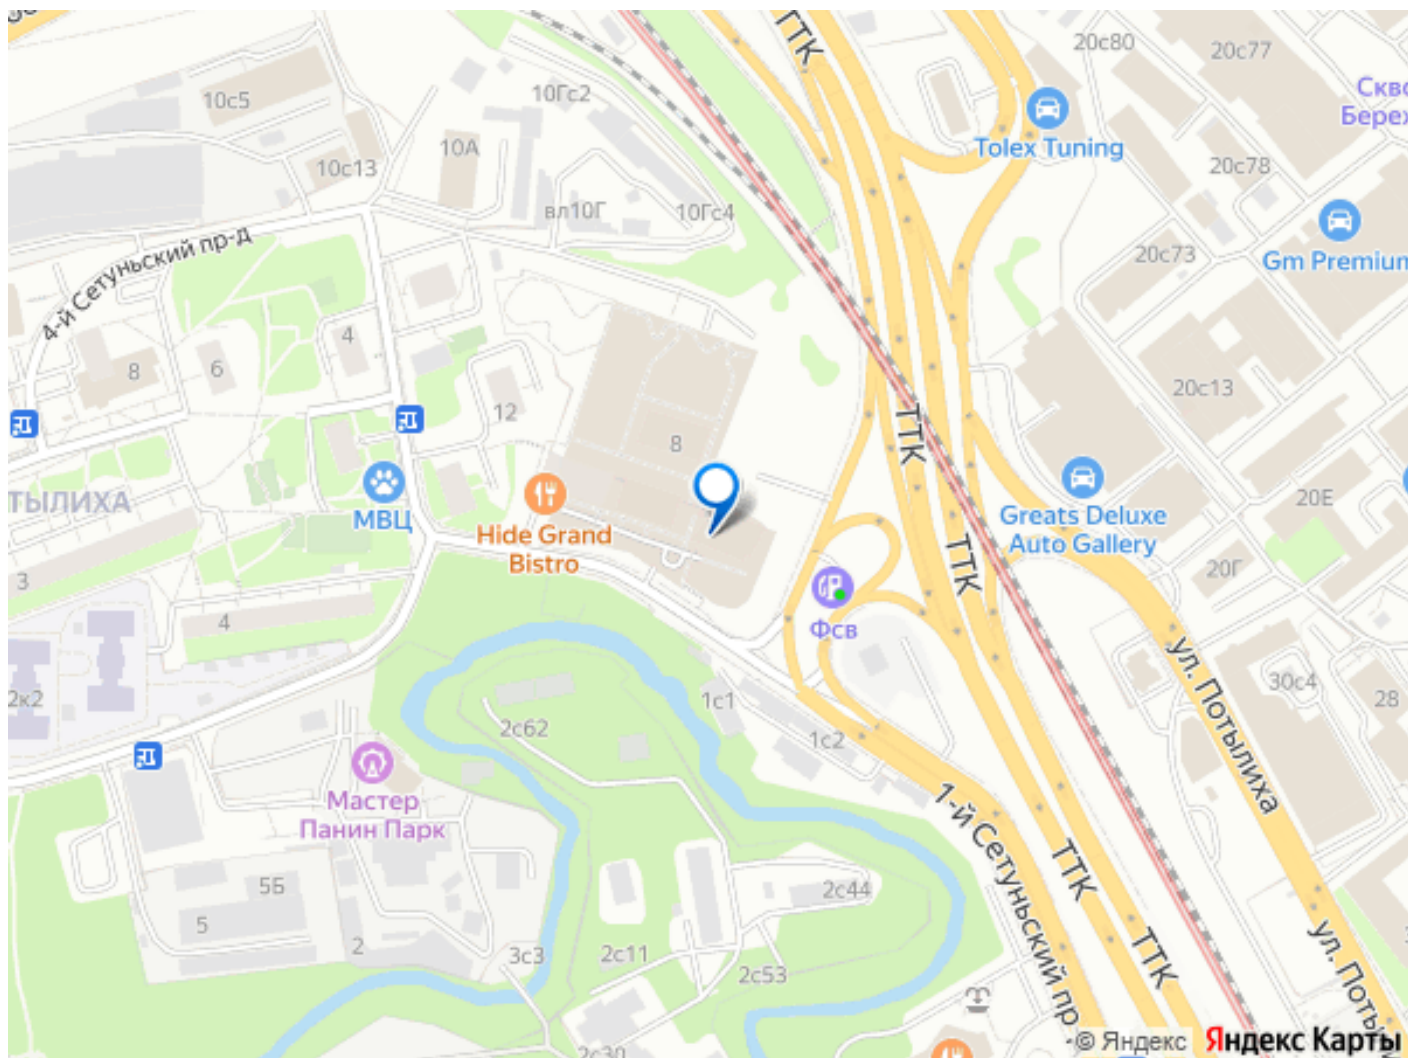 ТТК
20с80
20с77
10с5
10Гс2
Tolex Tuning
10А
10с13
20с78
вл10Г
10Гс4
4-й Сетуньский пр-д
20с73
Gm Premium
4
8
6
20с13
12
ТТК
8
ТЫЛИХА
МВЦ
Hide Grand
Bistro
Greats Deluxe
Auto Gallery
20Е
ТТК
20Г
3
4
Фсв
ул. Потылиха
2к2
1с1
30с4
28
2с62
1с2
Мастер
Панин Парк
1-й Сетуньский пр
ТТК
5Б
2с44
5
2
3с3
2с11
2с53
ТТК
ул. Поты
2с30
© Яндекс Яндекс Карты